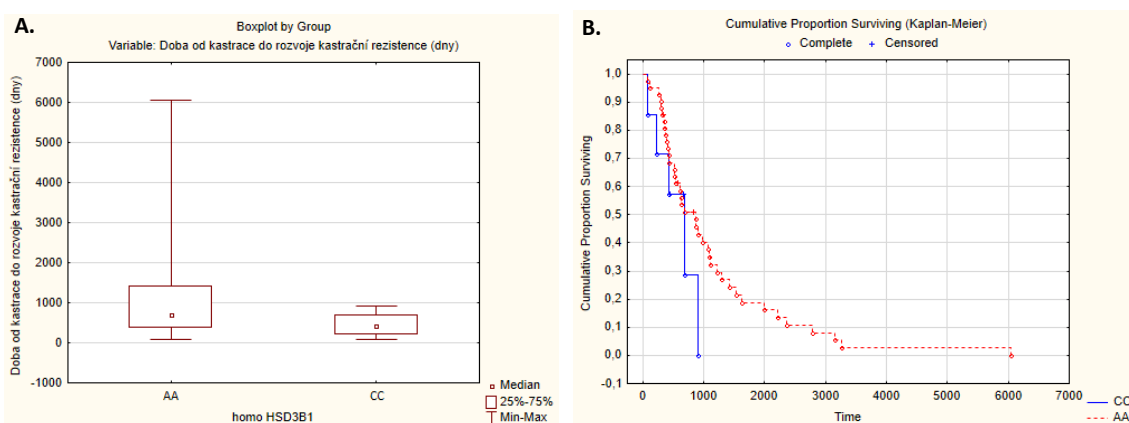 A.
Boxplot by Group
Variable: Doba od kastrace do rozvoje kastrační rezistence (dny)
Doba od kastrace do rozvoje kastrační rezistence (dny)
7000
6000
5000
4000
3000
2000
1000
0
-1000
AA
CC
homo HSD3B1
Median
25%-75%
Min-Max
B.
Cumulative Proportion Surviving (Kaplan-Meier)
Complete
Censored
Cumulative Proportion Surviving
1,0
0,9
0,8
0,7
0,6
0,5
0,4
0,3
0,2
0,1
0,0
-0,1
0
1000
2000
3000
4000
5000
6000
7000
Time
CC
AA